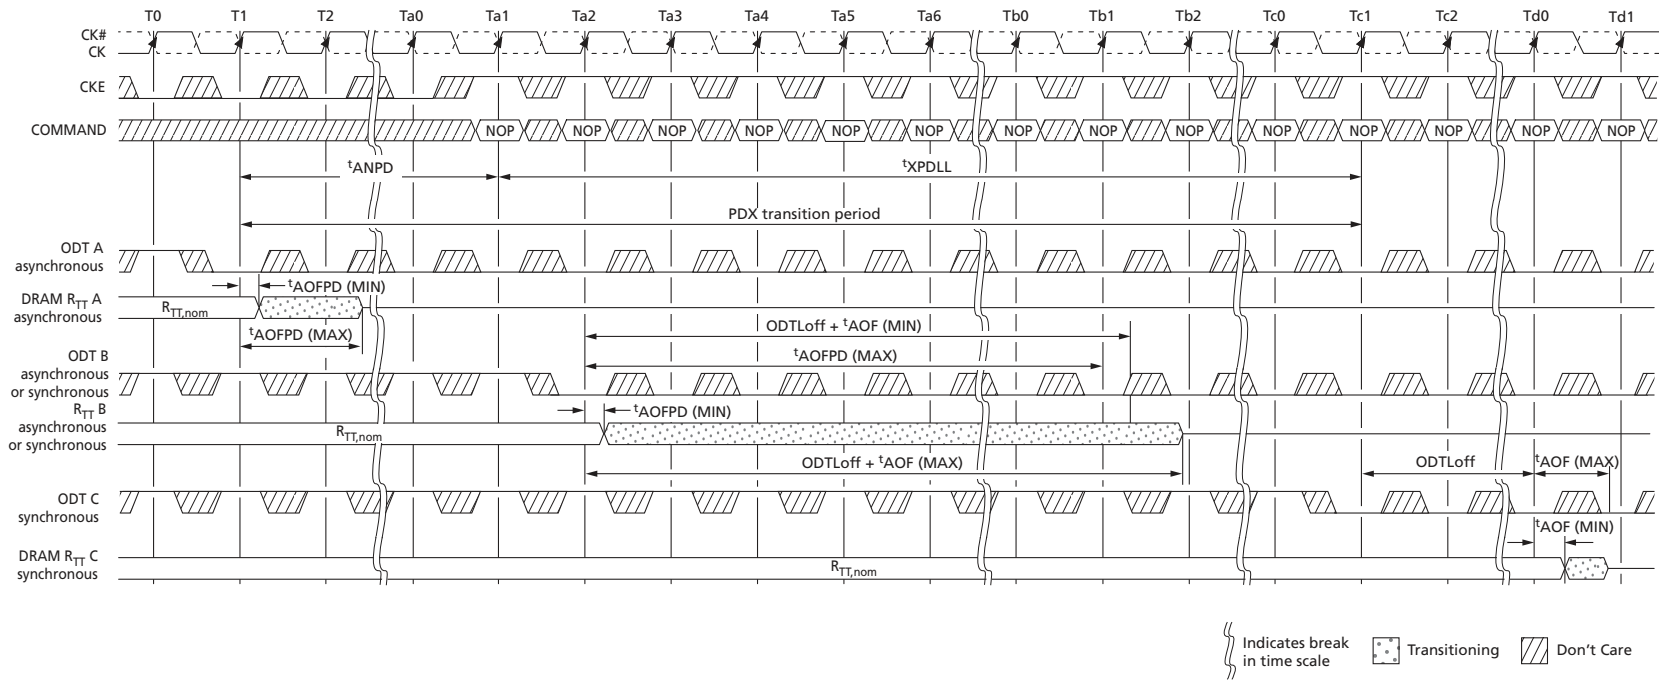 T0 T1 T2 Ta0 Ta1 Ta2 Ta3 Ta4 Ta5 Ta6 Tb0 Tb1 Tb2 Tc0 Tc1 Tc2 Td0 Td1
CK#
CK
CKE
COMMAND NOP NOP NOP NOP NOP NOP NOP NOP NOP NOP NOP NOP NOP NOP
tANPD tXPDLL
PDX transition period
ODT A
asynchronous
tAOFPD (MIN)
DRAM RTT A
asynchronous
RTT,nom
tAOFPD (MAX)
ODTLoff + tAOF (MIN)
tAOFPD (MAX)
ODT B
asynchronous
or synchronous
tAOFPD (MIN)
RTT B
asynchronous
or synchronous
RTT,nom
ODTLoff + tAOF (MAX)
ODTLoff tAOF (MAX)
ODT C
synchronous
tAOF (MIN)
DRAM RTT C
synchronous
RTT,nom
Indicates break
in time scale
Transitioning
Don't Care